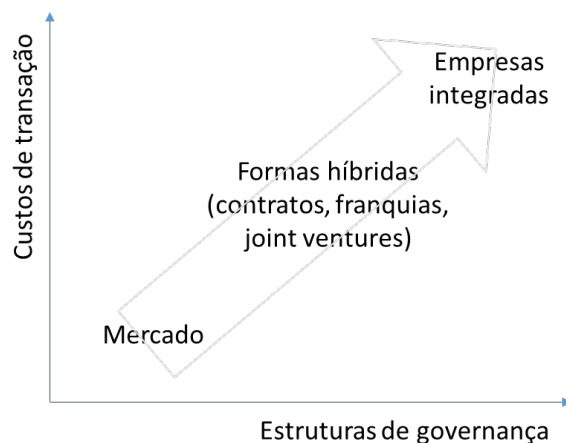 Custos de transação
Empresas
integradas
Formas híbridas
(contratos, franquias,
joint ventures)
Mercado
Estruturas de governança